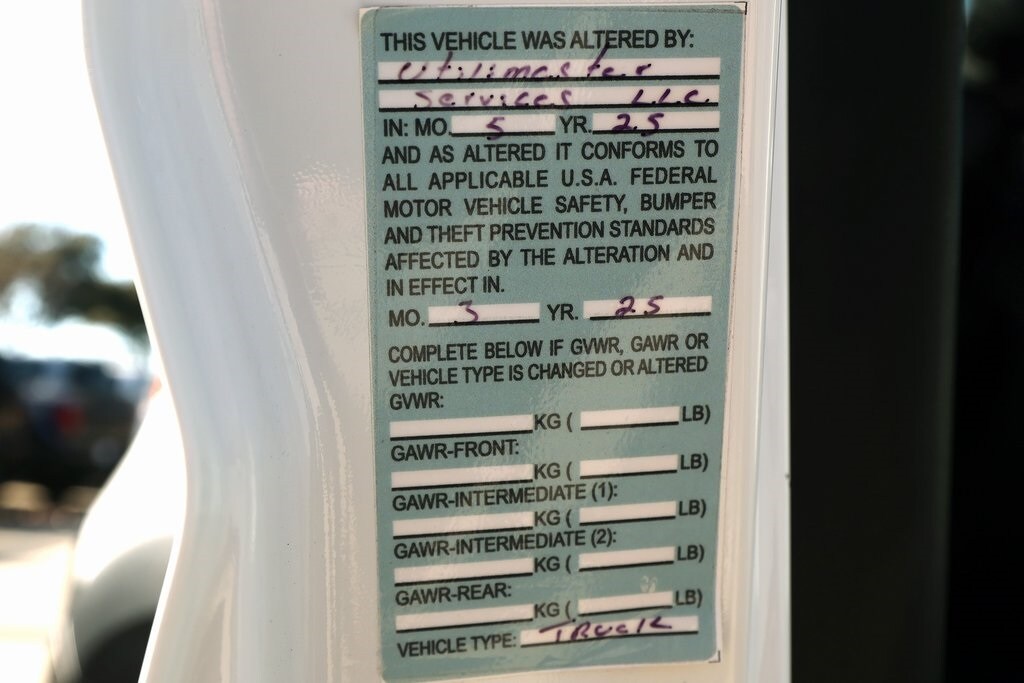 THIS VEHICLE WAS ALTERED BY:
Utilimaster
Services LLC.
IN: MO. 5 YR. 25
AND AS ALTERED IT CONFORMS TO
ALL APPLICABLE U.S.A. FEDERAL
MOTOR VEHICLE SAFETY, BUMPER
AND THEFT PREVENTION STANDARDS
AFFECTED BY THE ALTERATION AND
IN EFFECT IN.
MO. 3 YR. 25
COMPLETE BELOW IF GVWR, GAWR OR
VEHICLE TYPE IS CHANGED OR ALTERED
GVWR:
KG ( LB)
GAWR-FRONT:
KG ( LB)
GAWR-INTERMEDIATE (1):
KG ( LB)
GAWR-INTERMEDIATE (2):
KG ( LB)
GAWR-REAR:
KG ( LB)
VEHICLE TYPE: TRUCK